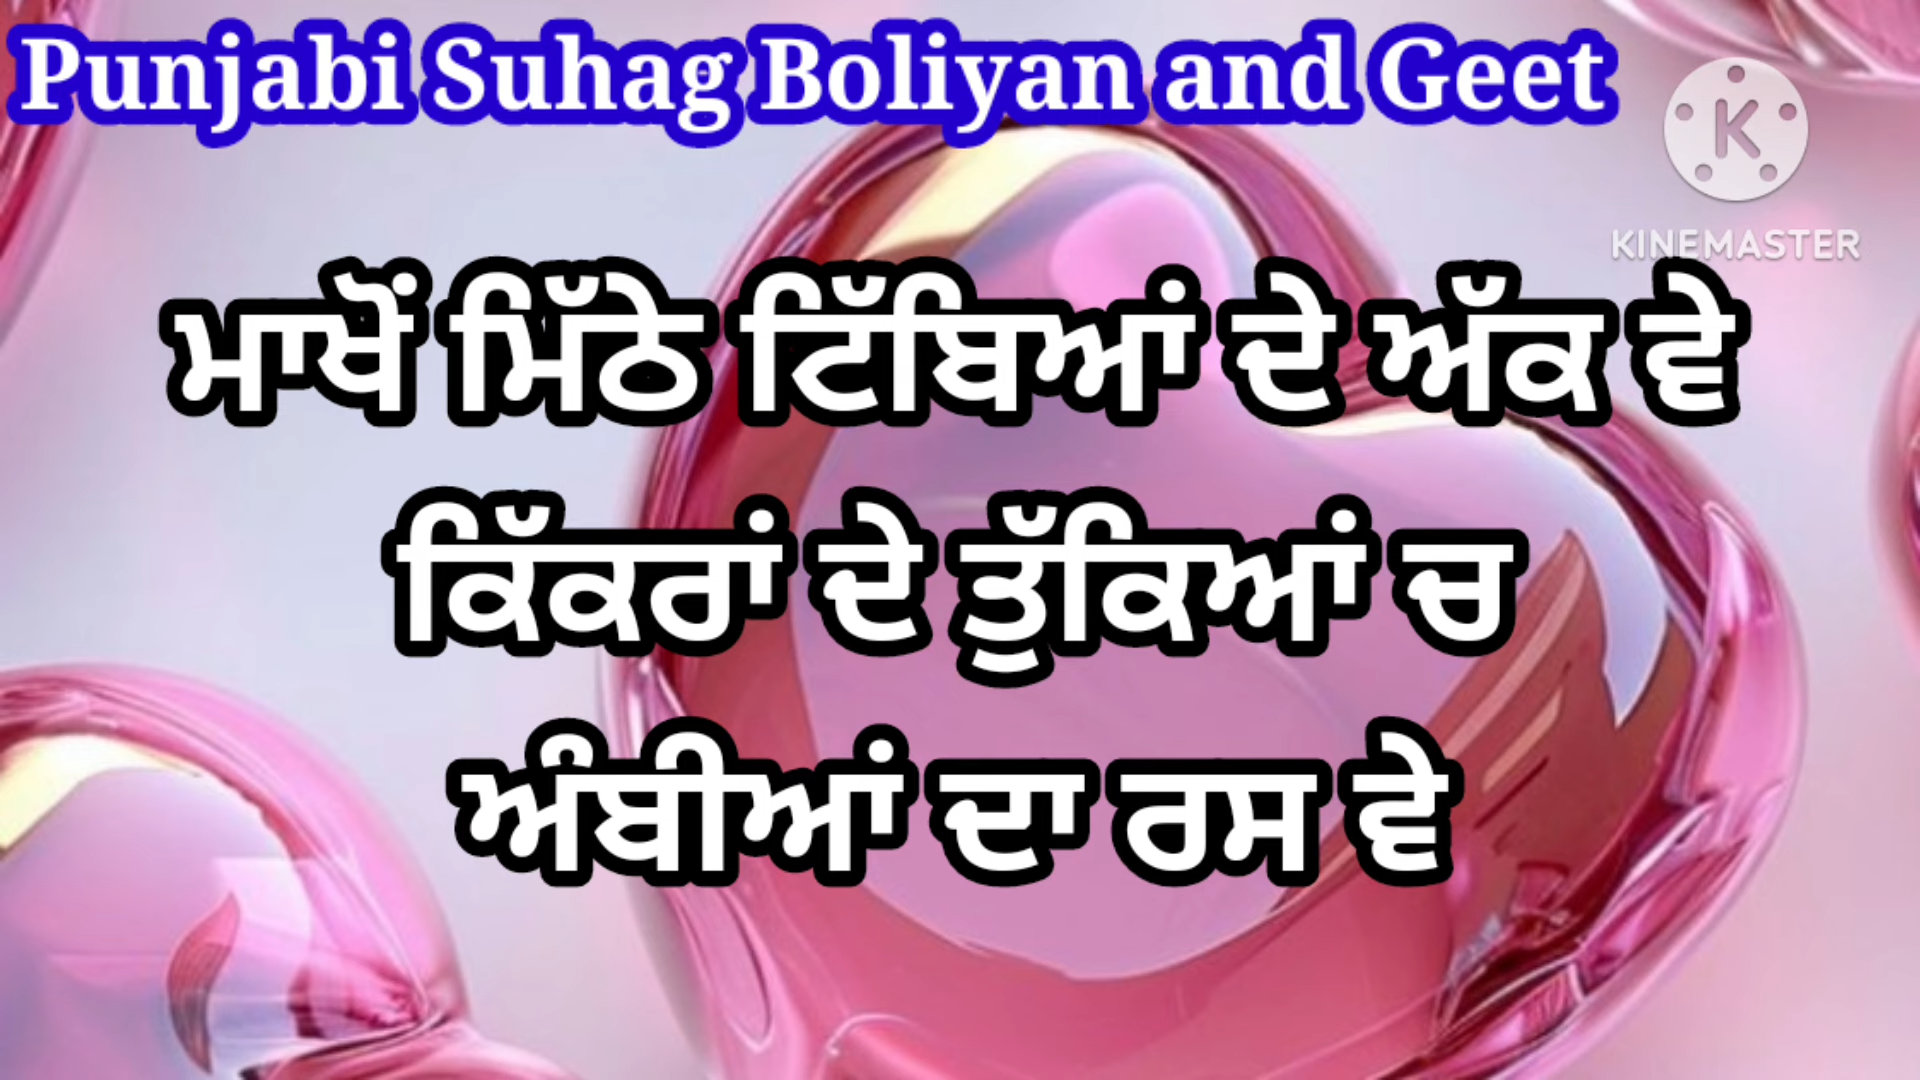 Punjabi Suhag Boliyan and Geet
KINEMASTER
ਮਾਖੋਂ ਮਿੱਠੇ ਟਿੱਬਿਆਂ ਦੇ ਅੱਕ ਵੇ
ਕਿੱਕਰਾਂ ਦੇ ਤੁੱਕਿਆਂ ਚ
ਅੰਬੀਆਂ ਦਾ ਰਸ ਵੇ